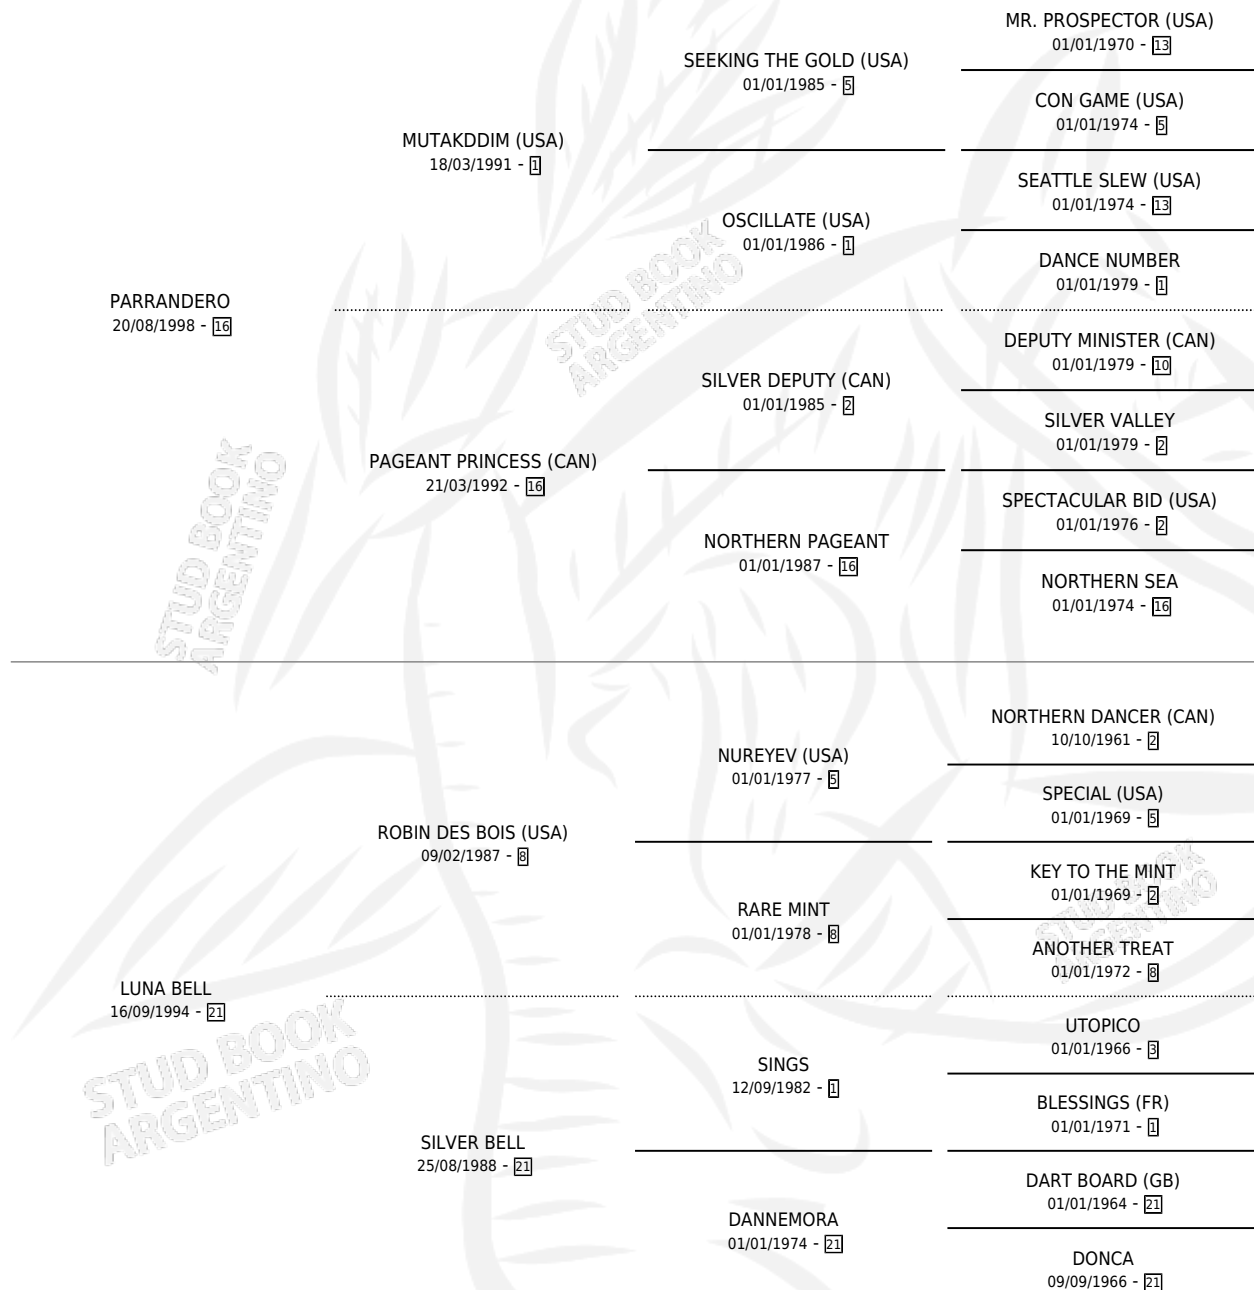 MR. PROSPECTOR (USA)
01/01/1970 - 13
SEEKING THE GOLD (USA)
01/01/1985 - 5
CON GAME (USA)
01/01/1974 - 5
MUTAKDDIM (USA)
18/03/1991 - 1
SEATTLE SLEW (USA)
01/01/1974 - 13
OSCILLATE (USA)
01/01/1986 - 1
DANCE NUMBER
01/01/1979 - 1
PARRANDERO
20/08/1998 - 16
DEPUTY MINISTER (CAN)
01/01/1979 - 10
SILVER DEPUTY (CAN)
01/01/1985 - 2
SILVER VALLEY
01/01/1979 - 2
PAGEANT PRINCESS (CAN)
21/03/1992 - 16
SPECTACULAR BID (USA)
01/01/1976 - 2
NORTHERN PAGEANT
01/01/1987 - 16
NORTHERN SEA
01/01/1974 - 16
NORTHERN DANCER (CAN)
10/10/1961 - 2
NUREYEV (USA)
01/01/1977 - 5
SPECIAL (USA)
01/01/1969 - 5
ROBIN DES BOIS (USA)
09/02/1987 - 8
KEY TO THE MINT
01/01/1969 - 2
RARE MINT
01/01/1978 - 8
ANOTHER TREAT
01/01/1972 - 8
LUNA BELL
16/09/1994 - 21
UTOPICO
01/01/1966 - 3
SINGS
12/09/1982 - 1
BLESSINGS (FR)
01/01/1971 - 1
SILVER BELL
25/08/1988 - 21
DART BOARD (GB)
01/01/1964 - 21
DANNEMORA
01/01/1974 - 21
DONCA
09/09/1966 - 21
STUD BOOK
ARGENTINO
STUD BOOK
ARGENTINO
STUD BOOK
ARGENTINO
STUD BOOK
ARGENTINO